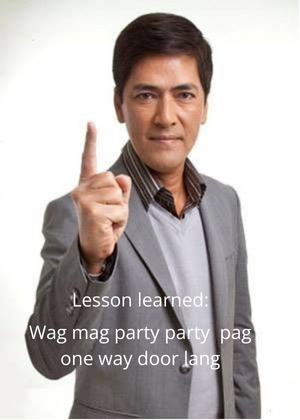 Lesson learned:
Wag mag party party pag
one way door lang